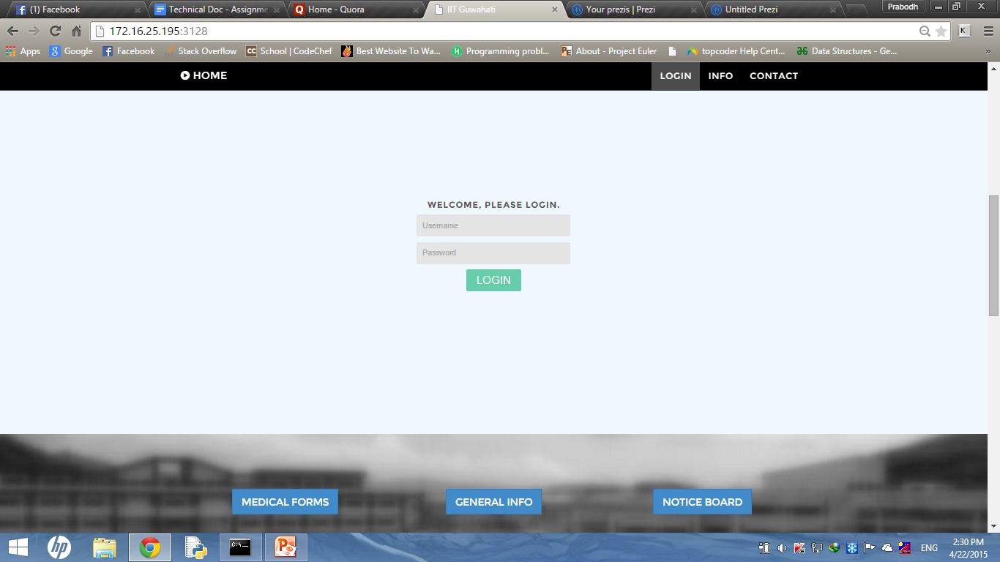 (1) Facebook
Technical Doc - Assignme
Home - Quora
IIT Guwahati
Your prezis | Prezi
Untitled Prezi
Prabodh
172.16.25.195:3128
K
Apps
Google
Facebook
Stack Overflow
CC School | CodeChef
Best Website To Wa...
H Programming probl...
PE About - Project Euler
topcoder Help Cent...
Data Structures - Ge...
»
HOME
LOGIN
INFO
CONTACT
WELCOME, PLEASE LOGIN.
Username
Password
LOGIN
MEDICAL FORMS
GENERAL INFO
NOTICE BOARD
hp
C:\
P
K
ENG
2:30 PM
4/22/2015